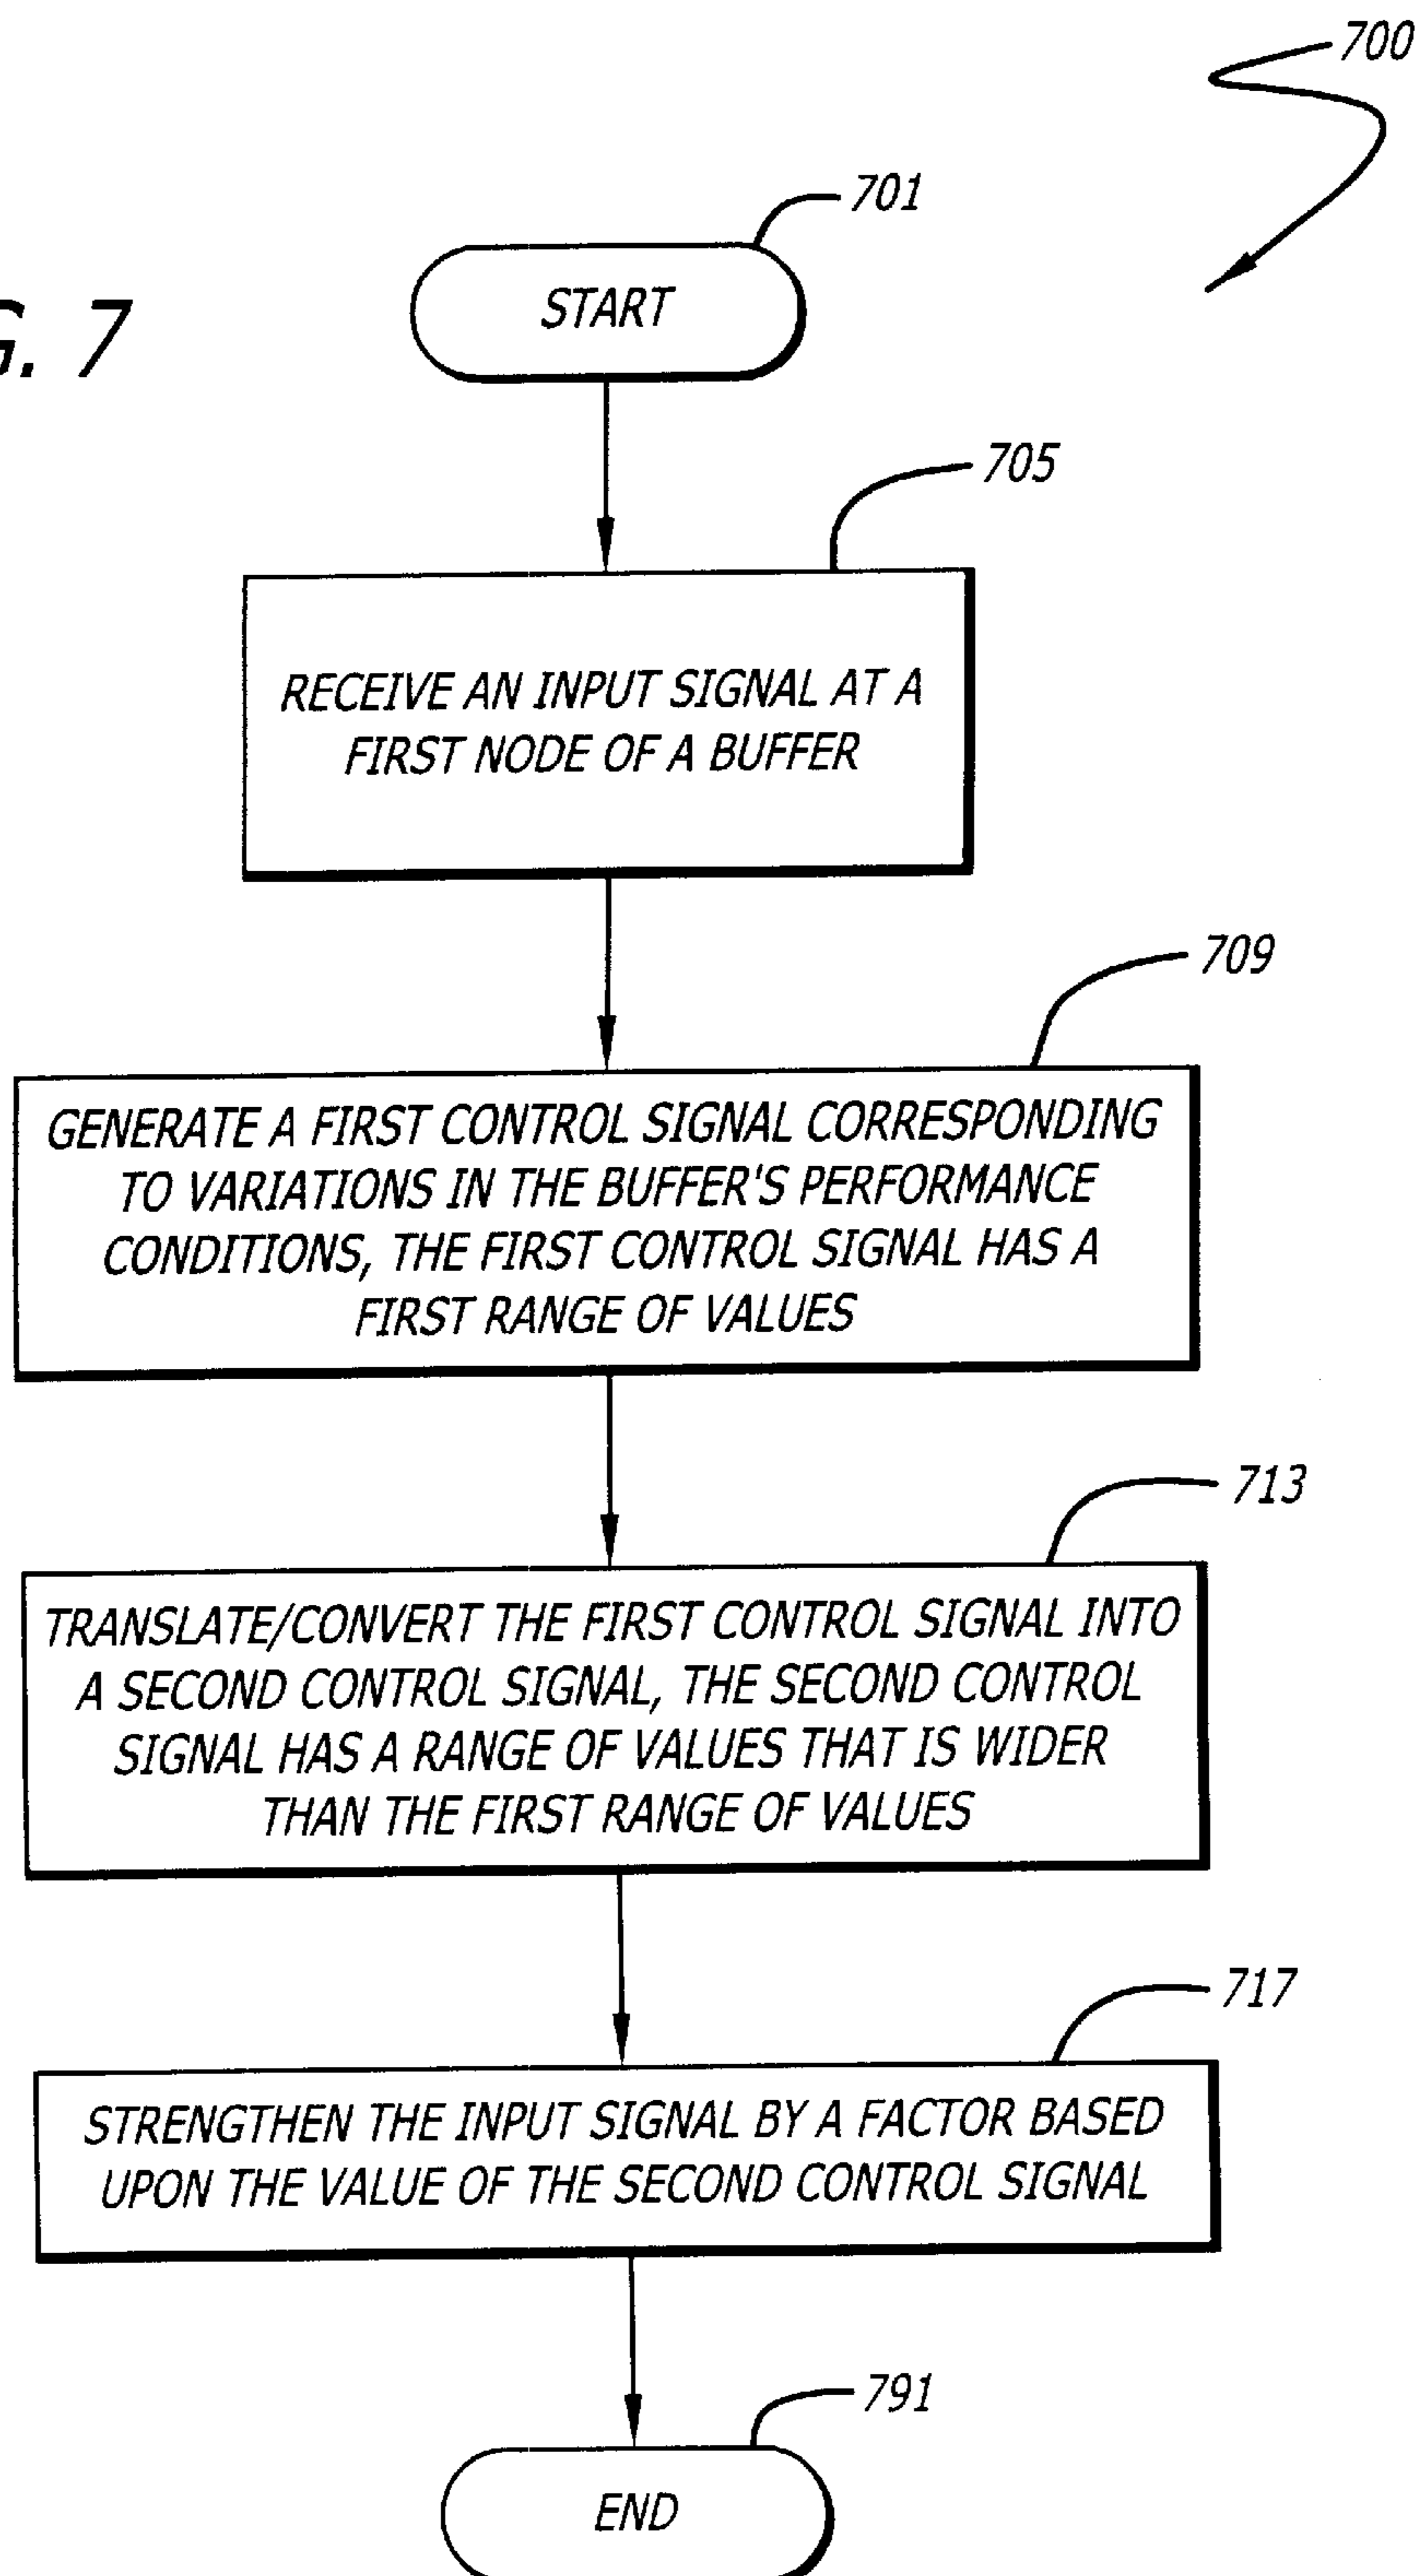 700
701
START
G. 7
705
RECEIVE AN INPUT SIGNAL AT A
FIRST NODE OF A BUFFER
709
GENERATE A FIRST CONTROL SIGNAL CORRESPONDING
TO VARIATIONS IN THE BUFFER'S PERFORMANCE
CONDITIONS, THE FIRST CONTROL SIGNAL HAS A
FIRST RANGE OF VALUES
713
TRANSLATE/CONVERT THE FIRST CONTROL SIGNAL INTO
A SECOND CONTROL SIGNAL, THE SECOND CONTROL
SIGNAL HAS A RANGE OF VALUES THAT IS WIDER
THAN THE FIRST RANGE OF VALUES
717
STRENGTHEN THE INPUT SIGNAL BY A FACTOR BASED
UPON THE VALUE OF THE SECOND CONTROL SIGNAL
791
END